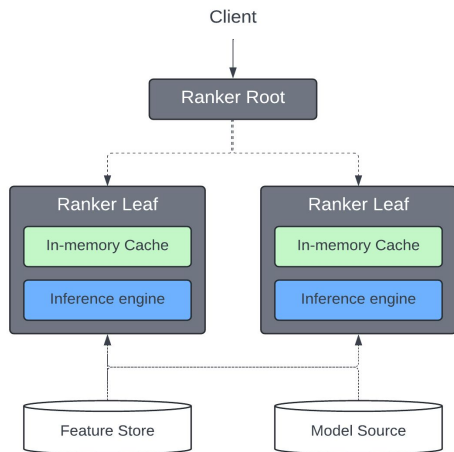 Client
Ranker Root
Ranker Leaf
Ranker Leaf
In-memory Cache
In-memory Cache
Inference engine
Inference engine
Feature Store
Model Source